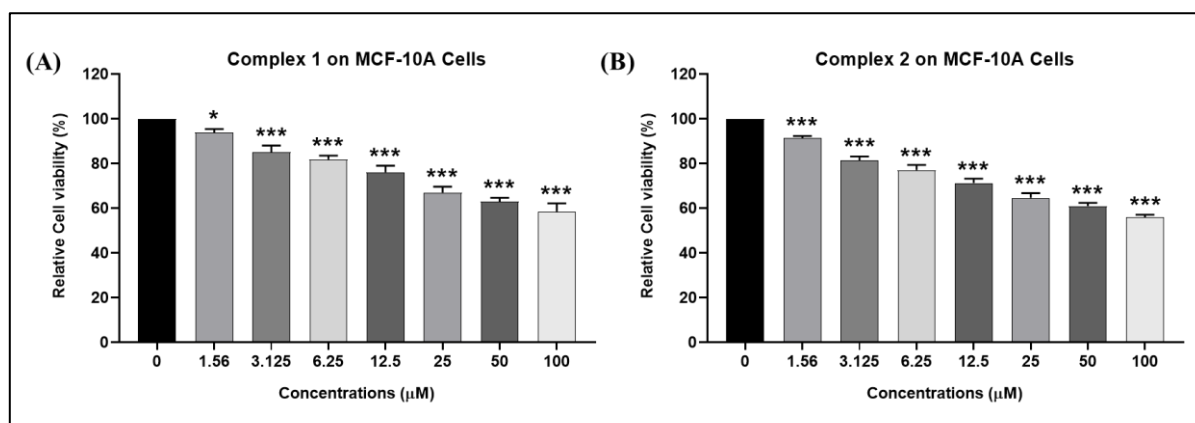 (A)
Complex 1 on MCF-10A Cells
Relative Cell viability (%)
120
100
80
60
40
20
0
*
***
***
***
***
***
***
0 1.56 3.125 6.25 12.5 25 50 100
Concentrations (μM)
(B)
Complex 2 on MCF-10A Cells
Relative Cell viability (%)
120
100
80
60
40
20
0
***
***
***
***
***
***
***
0 1.56 3.125 6.25 12.5 25 50 100
Concentrations (μM)